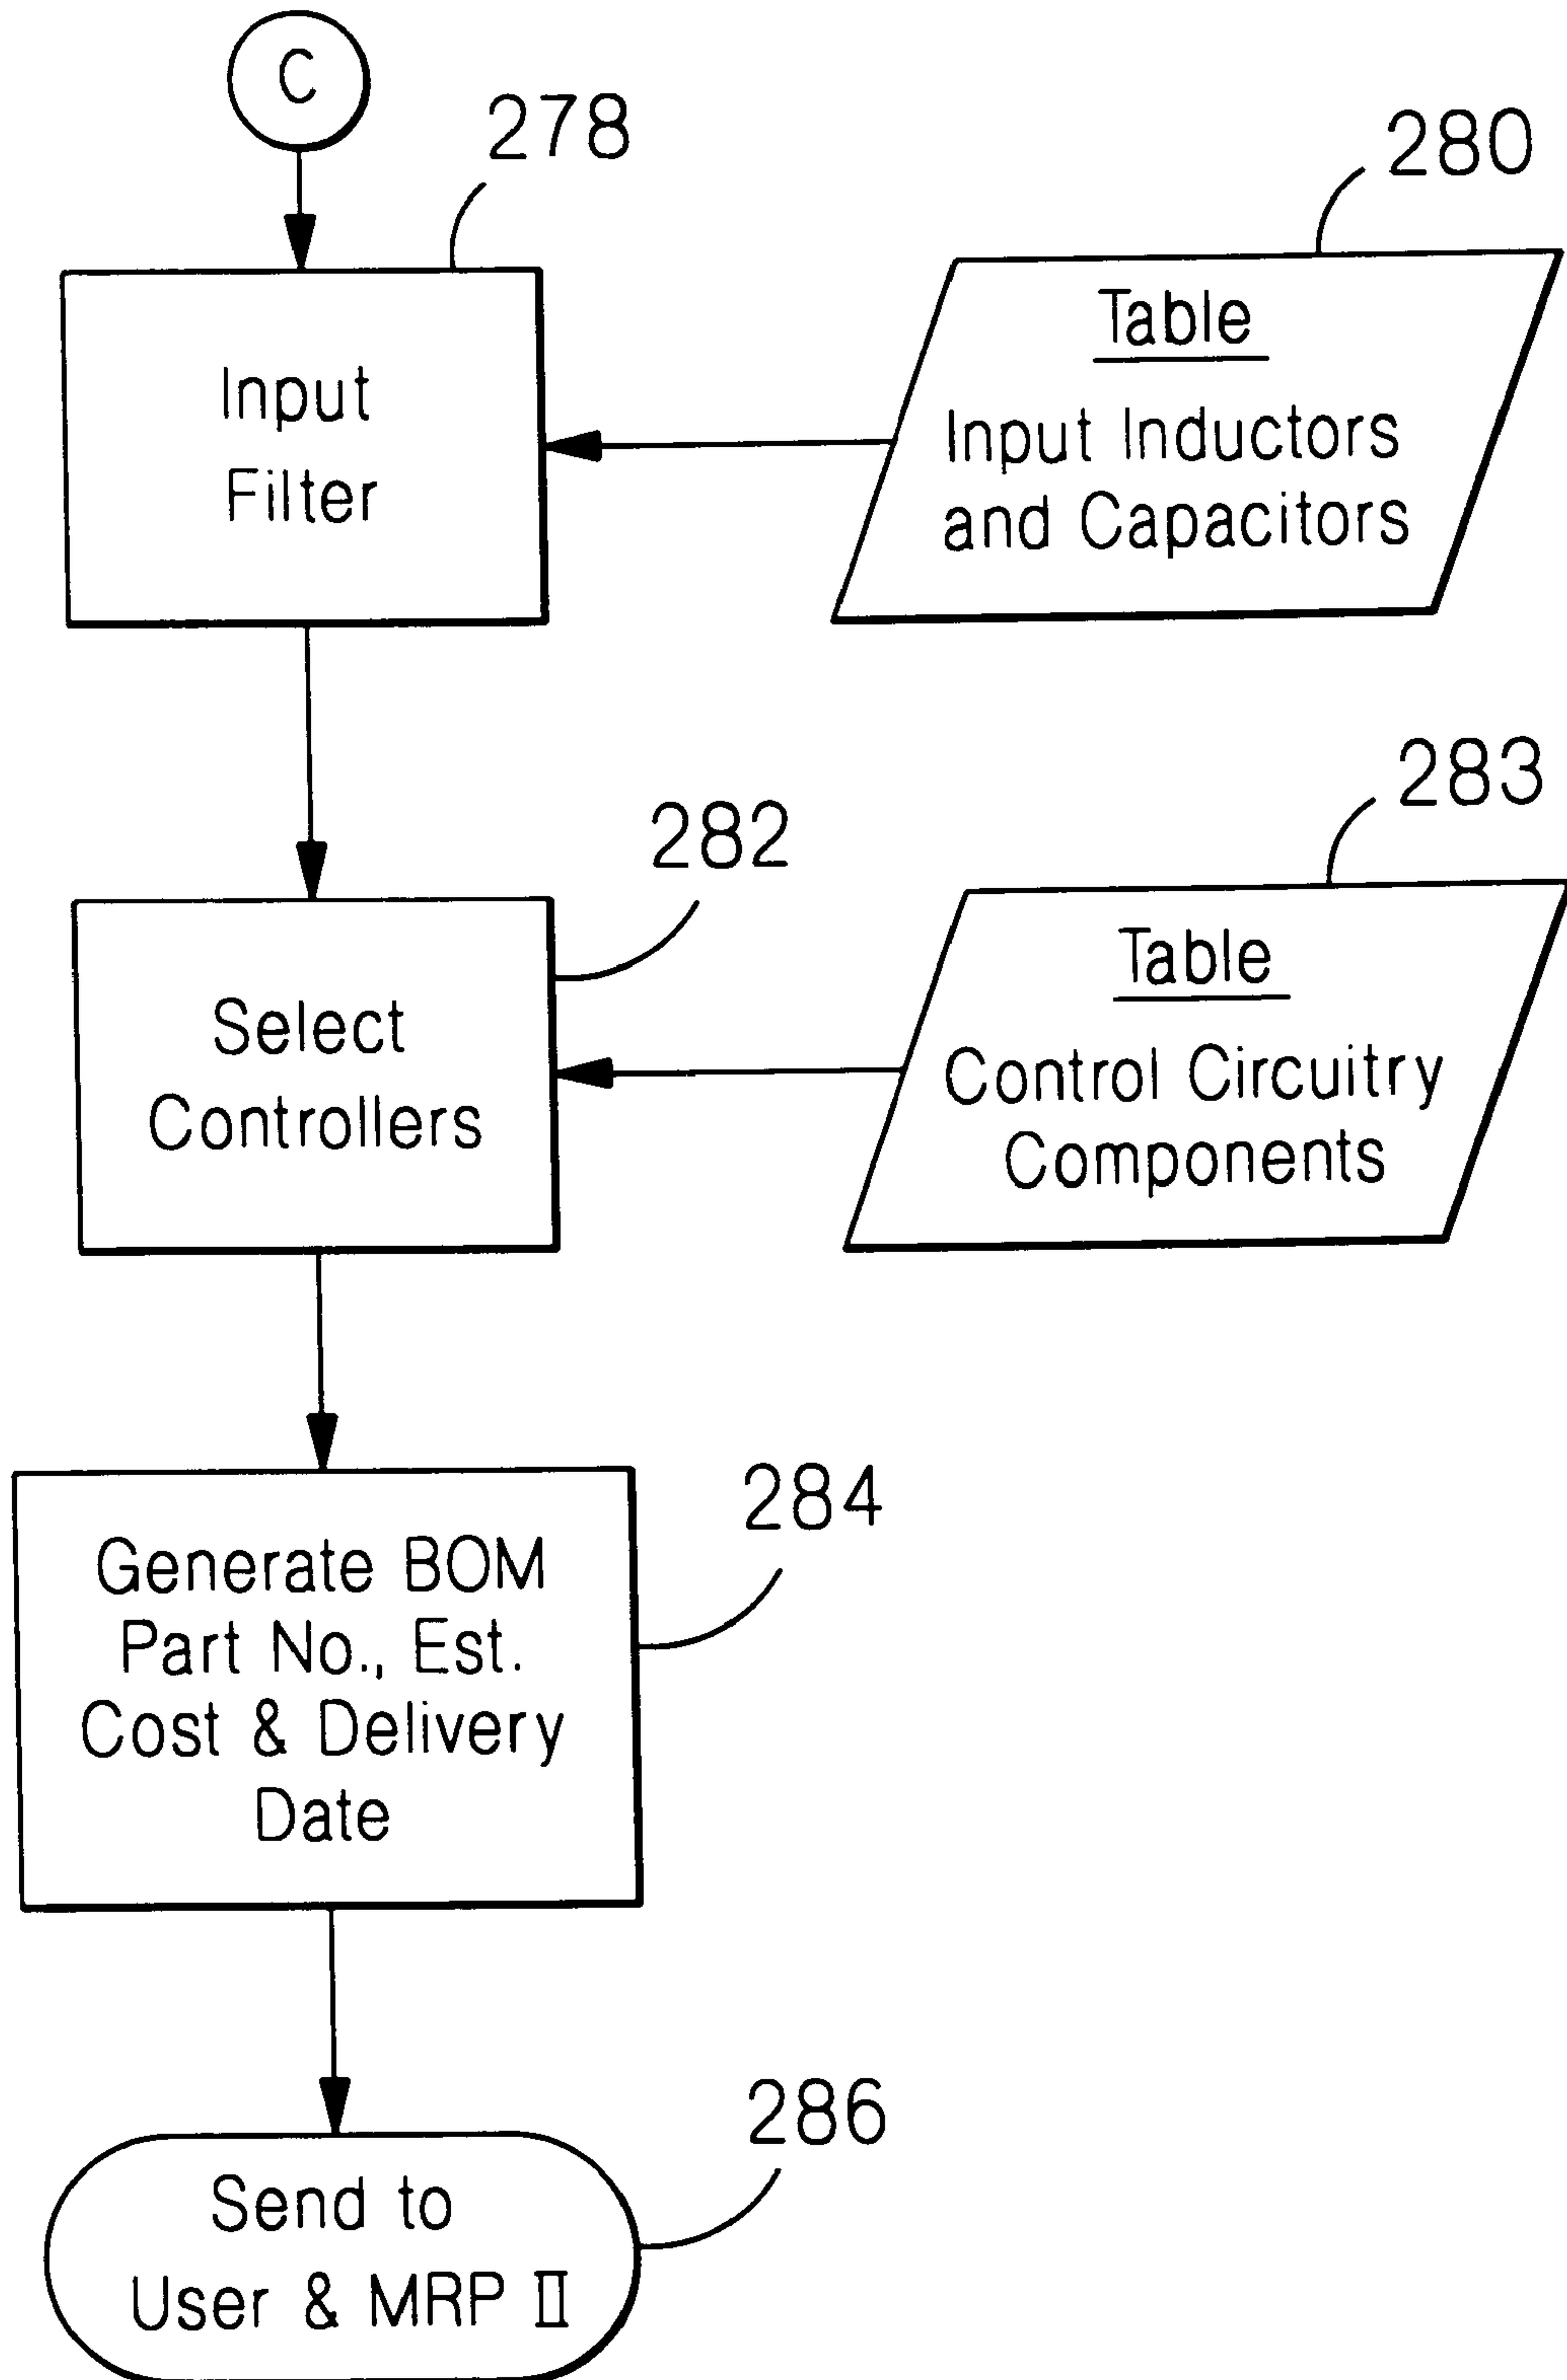 C
278
280
Input
Filter
Table
Input Inductors
and Capacitors
282
283
Select
Controllers
Table
Control Circuitry
Components
284
Generate BOM
Part No., Est.
Cost & Delivery
Date
286
Send to
User & MRP II